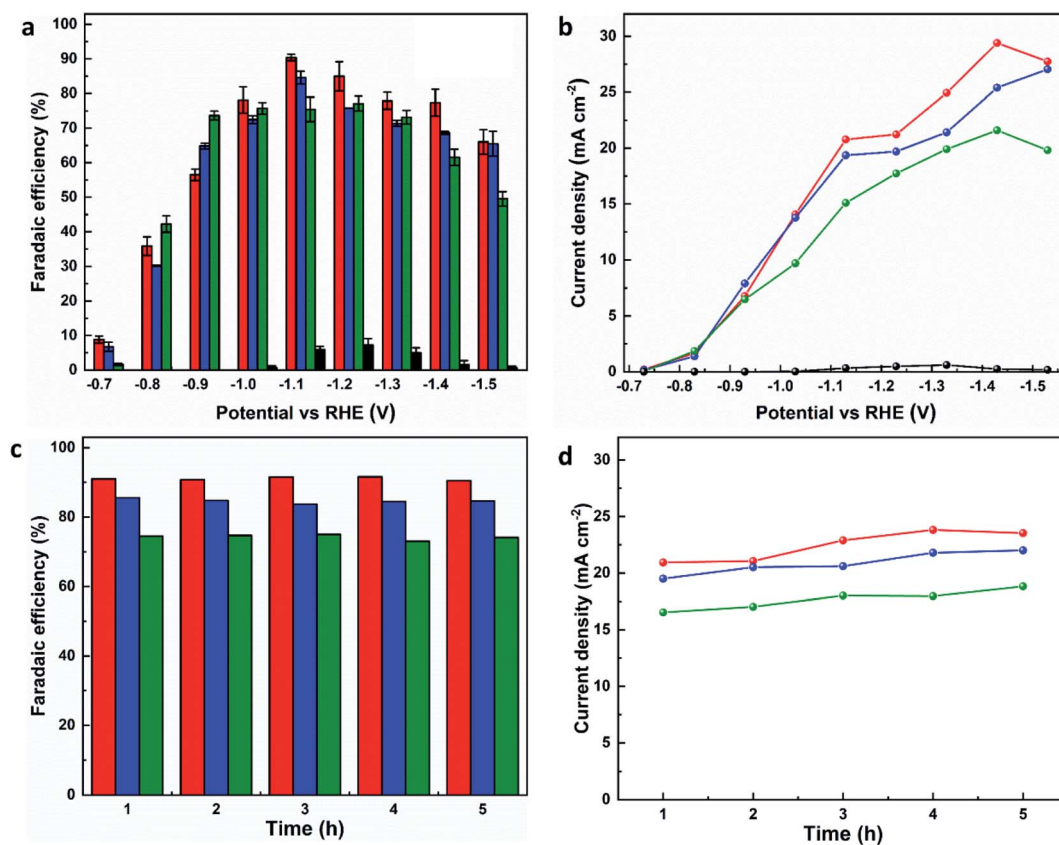 a
Faradaic efficiency (%)
100
90
80
70
60
50
40
30
20
10
0
-0.7 -0.8 -0.9 -1.0 -1.1 -1.2 -1.3 -1.4 -1.5
Potential vs RHE (V)
b
Current density (mA cm⁻²)
30
25
20
15
10
5
0
-0.7 -0.8 -0.9 -1.0 -1.1 -1.2 -1.3 -1.4 -1.5
Potential vs RHE (V)
c
Faradaic efficiency (%)
100
80
60
40
20
0
1 2 3 4 5
Time (h)
d
Current density (mA cm⁻²)
30
25
20
15
10
5
0
1 2 3 4 5
Time (h)